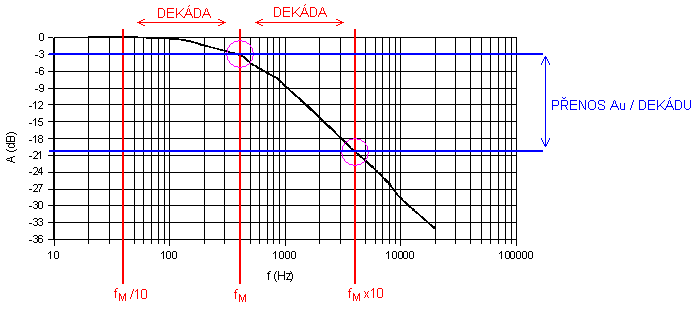 DEKÁDA DEKÁDA
0
-3
-6
-9
-12
-15
-18
-21
-24
-27
-30
-33
-36
A (dB)
PŘENOS Au / DEKÁDU
10 100 1000 10000 100000
f (Hz)
fM /10 fM fM x10